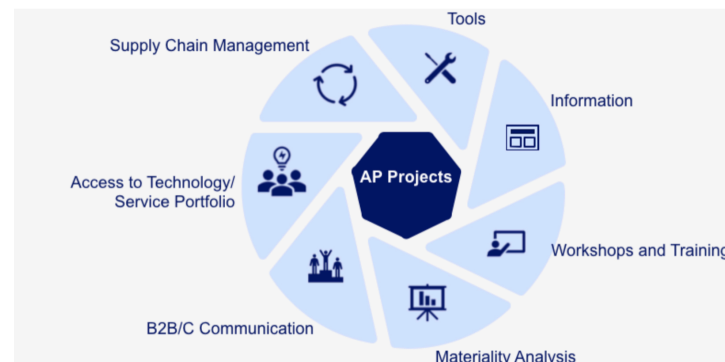 Tools
Supply Chain Management
Information
AP Projects
Access to Technology/
Service Portfolio
Workshops and Training
B2B/C Communication
Materiality Analysis